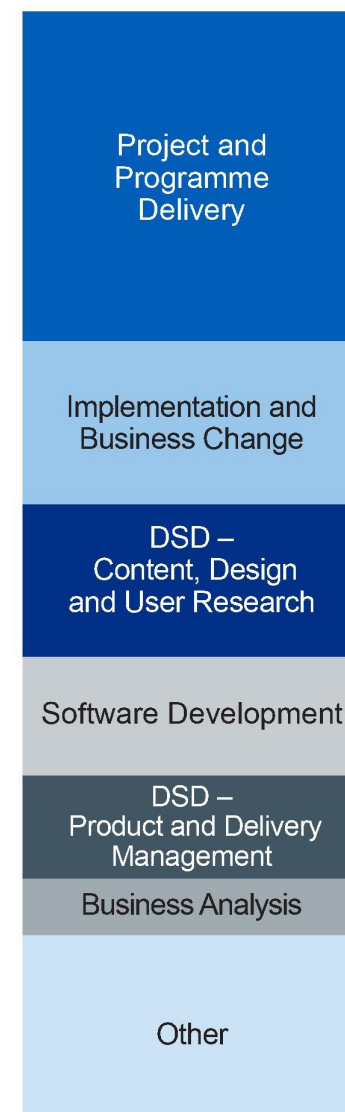 Project and
Programme
Delivery
Implementation and
Business Change
DSD –
Content, Design
and User Research
Software Development
DSD –
Product and Delivery
Management
Business Analysis
Other